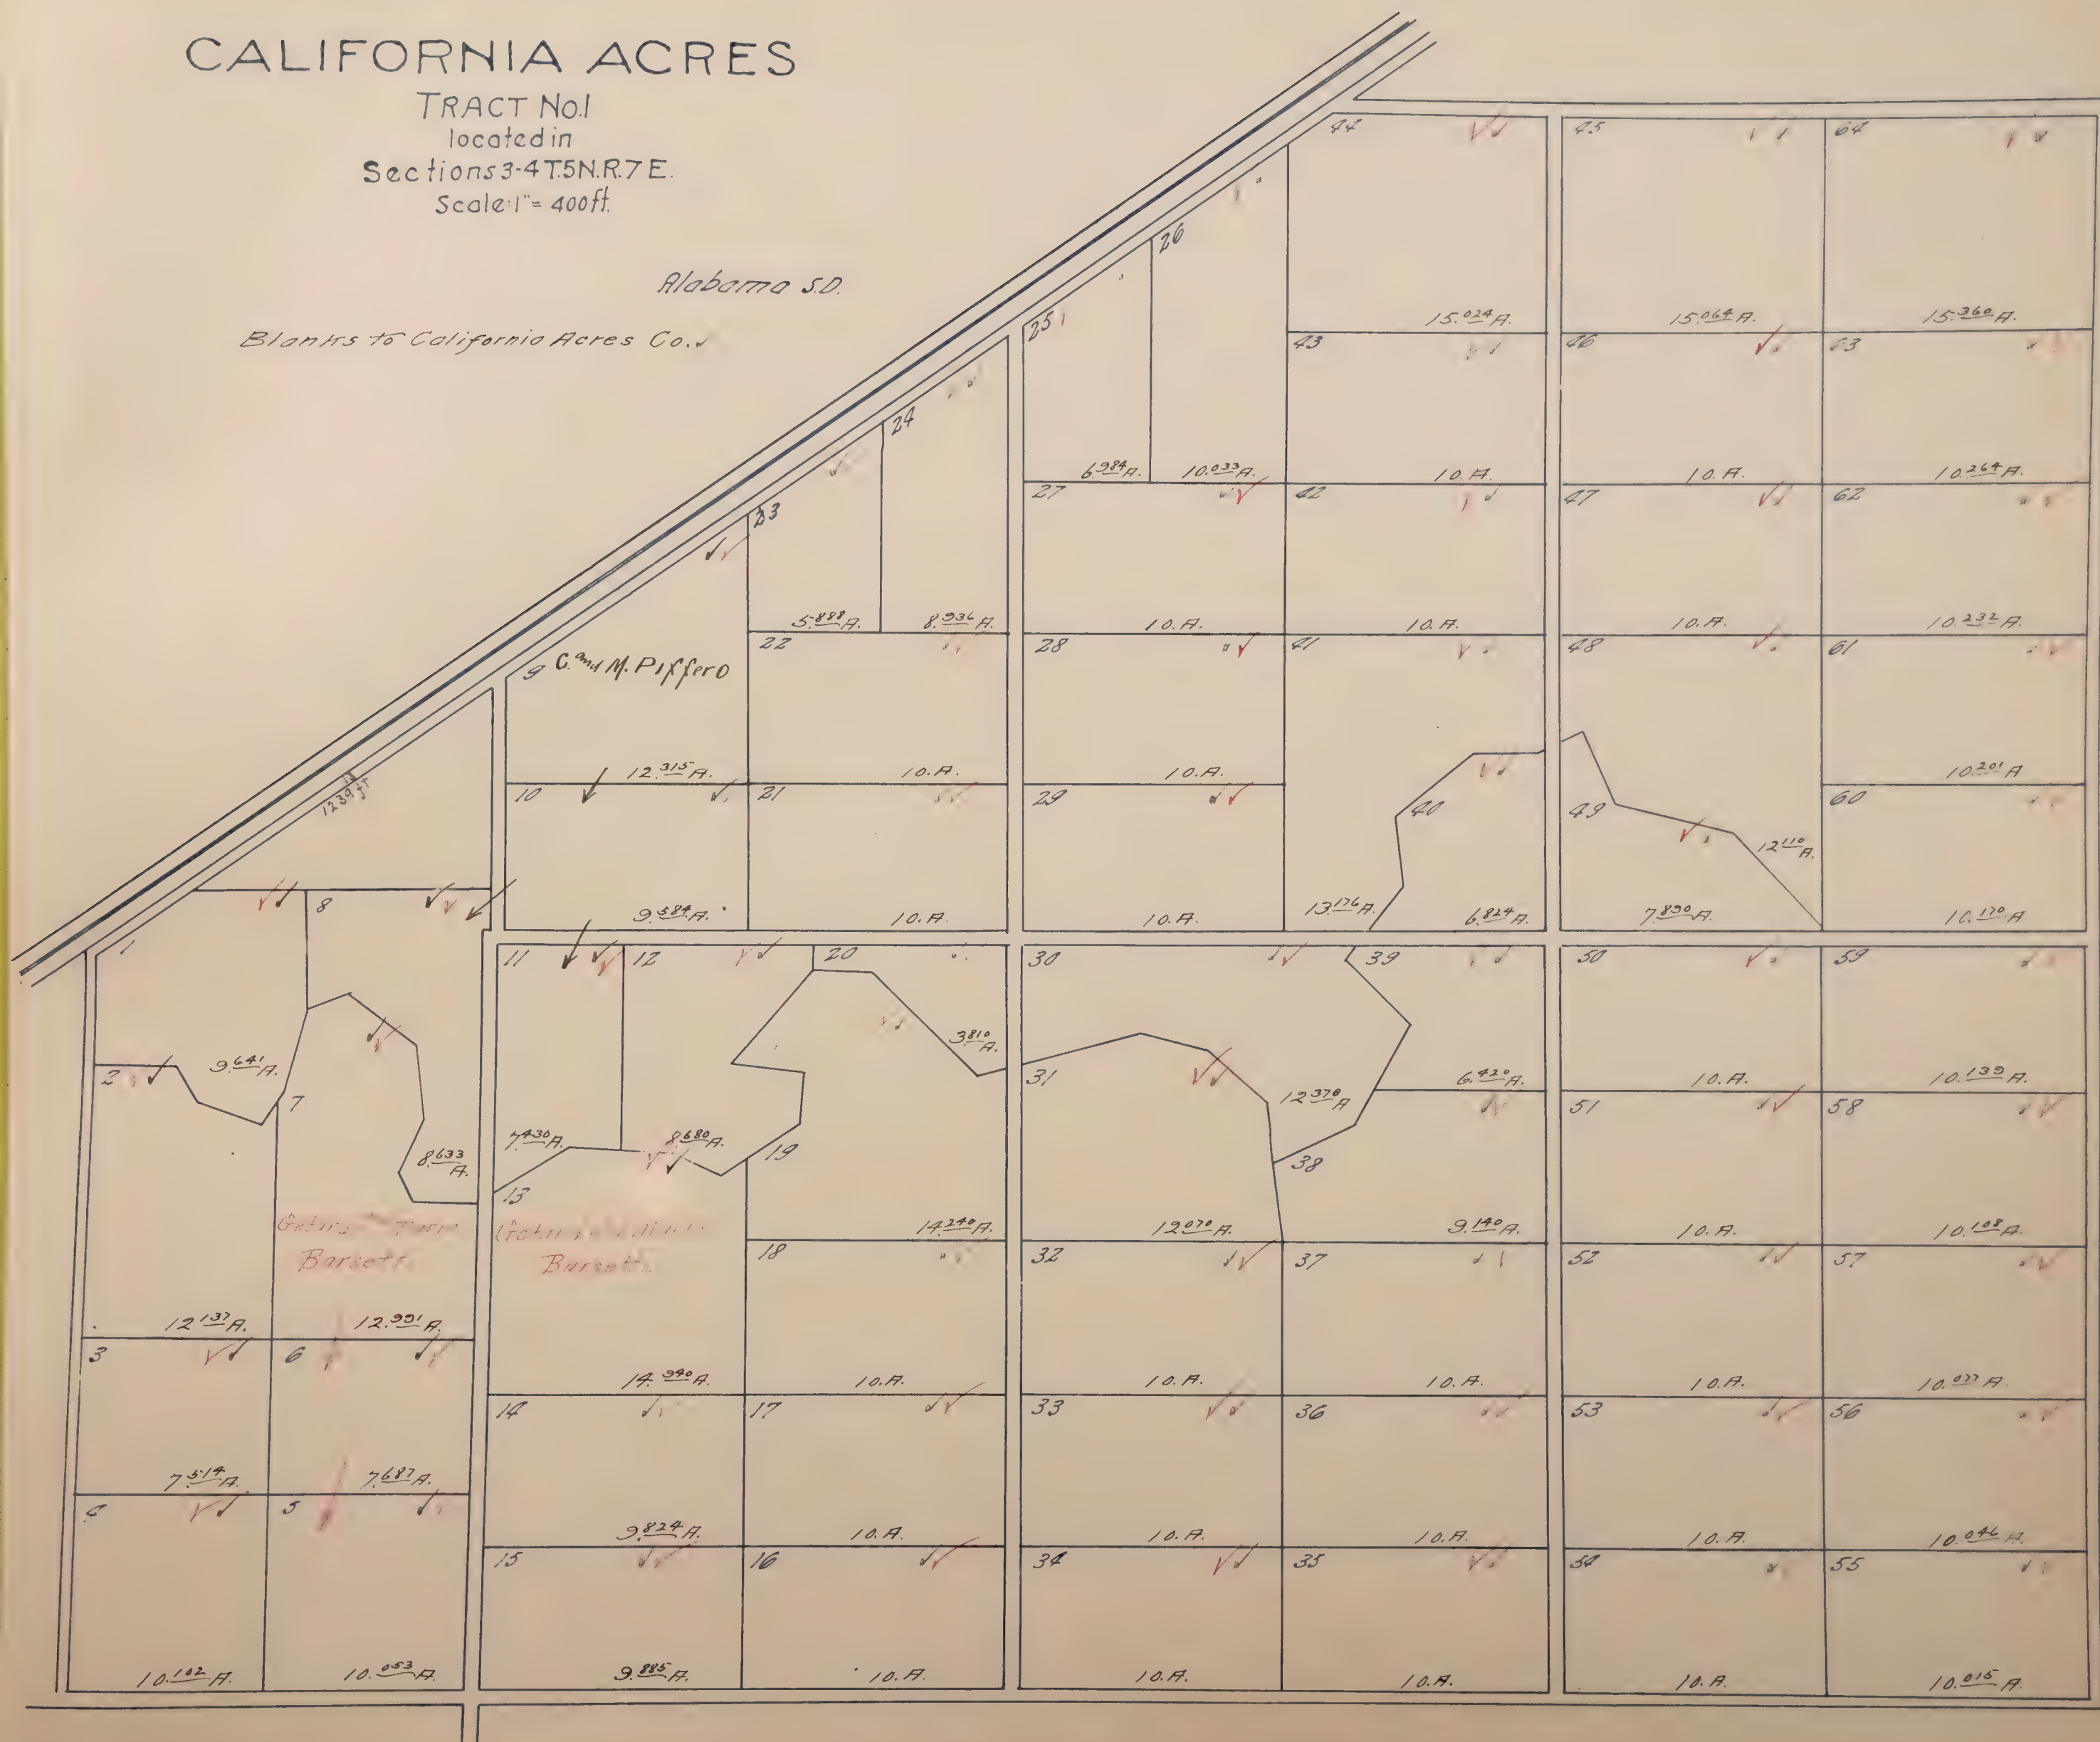 CALIFORNIA ACRES
TRACT No.1
located in
Sections 3-4 T.5N.R.7E.
Scale: 1" = 400 ft.
Alabama S.D.
Blanks to California Acres Co.
44
45
64
26
15.024 A.
15.064 A.
15.360 A.
25
43
46
63
24
6.984 A.
10.033 A.
10. A.
10. A.
10.264 A.
27
42
47
62
23
5.888 A.
8.936 A.
10. A.
10. A.
10. A.
10.232 A.
22
28
41
48
61
9
C. and M. Piffero
12.315 A.
10. A.
10. A.
10.201 A
1239 ft
10
21
29
40
49
60
12.110 A.
8
9.584 A.
10. A.
10. A.
13.176 A.
6.824 A.
7.890 A.
10.170 A
1
11
12
20
30
39
50
59
3.810 A.
2
9.641 A.
31
6.420 A.
10. A.
10.139 A.
7
12.370 A
51
58
7.430 A.
8.680 A.
19
8.633 A.
38
13
14.240 A.
12.070 A.
9.140 A.
10. A.
10.108 A.
Barsetti
18
32
37
52
57
12.137 A.
12.991 A.
3
6
14.940 A.
10. A.
10. A.
10. A.
10. A.
10.077 A.
14
17
33
36
53
56
7.514 A.
7.687 A.
4
5
9.824 A.
10. A.
10. A.
10. A.
10. A.
10.046 A.
15
16
34
35
54
55
10.102 A.
10.053 A.
9.885 A.
10. A.
10. A.
10. A.
10. A.
10.015 A.